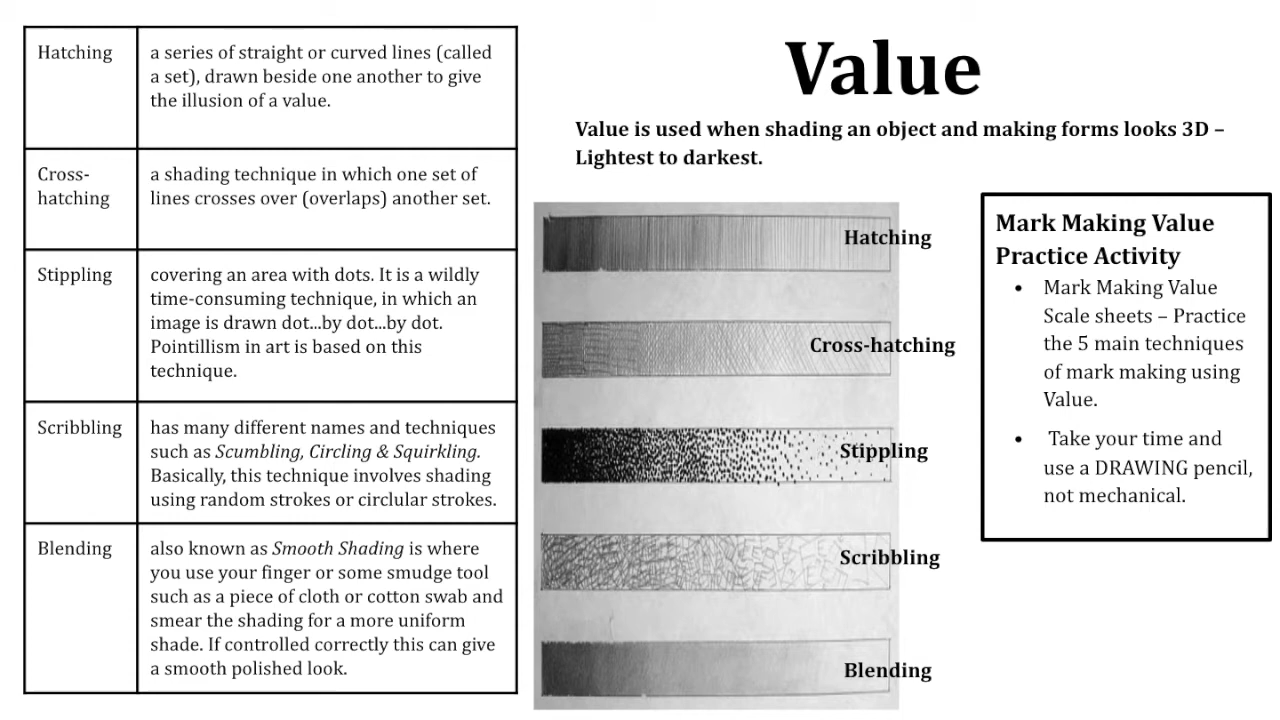 Hatching
a series of straight or curved lines (called
a set), drawn beside one another to give
the illusion of a value.
Cross-
hatching
a shading technique in which one set of
lines crosses over (overlaps) another set.
Stippling
covering an area with dots. It is a wildly
time-consuming technique, in which an
image is drawn dot...by dot...by dot.
Pointillism in art is based on this
technique.
Scribbling
has many different names and techniques
such as Scumbling, Circling & Squirkling.
Basically, this technique involves shading
using random strokes or circlular strokes.
Blending
also known as Smooth Shading is where
you use your finger or some smudge tool
such as a piece of cloth or cotton swab and
smear the shading for a more uniform
shade. If controlled correctly this can give
a smooth polished look.
Value
Value is used when shading an object and making forms looks 3D –
Lightest to darkest.
Hatching
Cross-hatching
Stippling
Scribbling
Blending
Mark Making Value
Practice Activity
• Mark Making Value
Scale sheets – Practice
the 5 main techniques
of mark making using
Value.
• Take your time and
use a DRAWING pencil,
not mechanical.